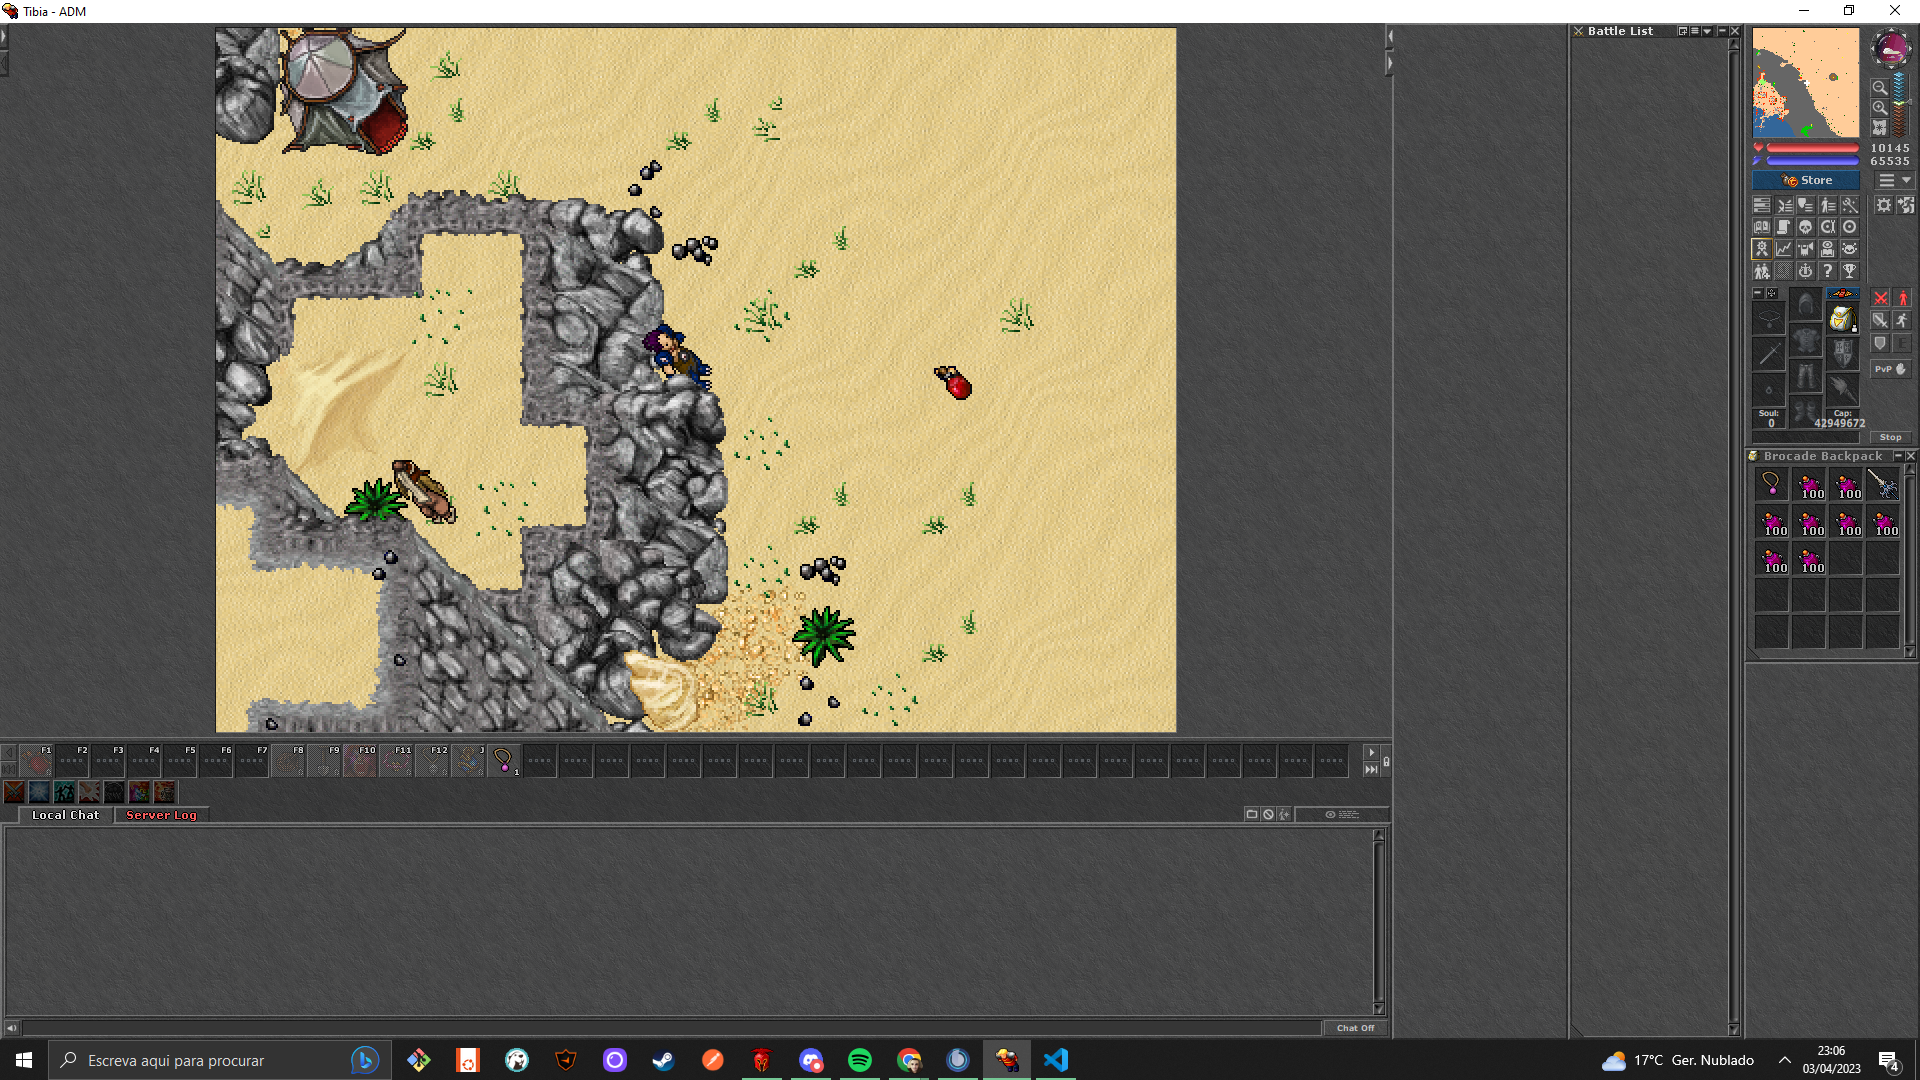 Tibia - ADM
Battle List
10145
65535
Store
PvP
Soul:
0
Cap:
42949672
Stop
Brocade Backpack
100 100
100 100 100 100
100 100
F1 F2 F3 F4 F5 F6 F7 F8 F9 F10 F11 F12 J
1
Local Chat Server Log
Chat Off
Escreva aqui para procurar
17°C Ger. Nublado
23:06
03/04/2023
4